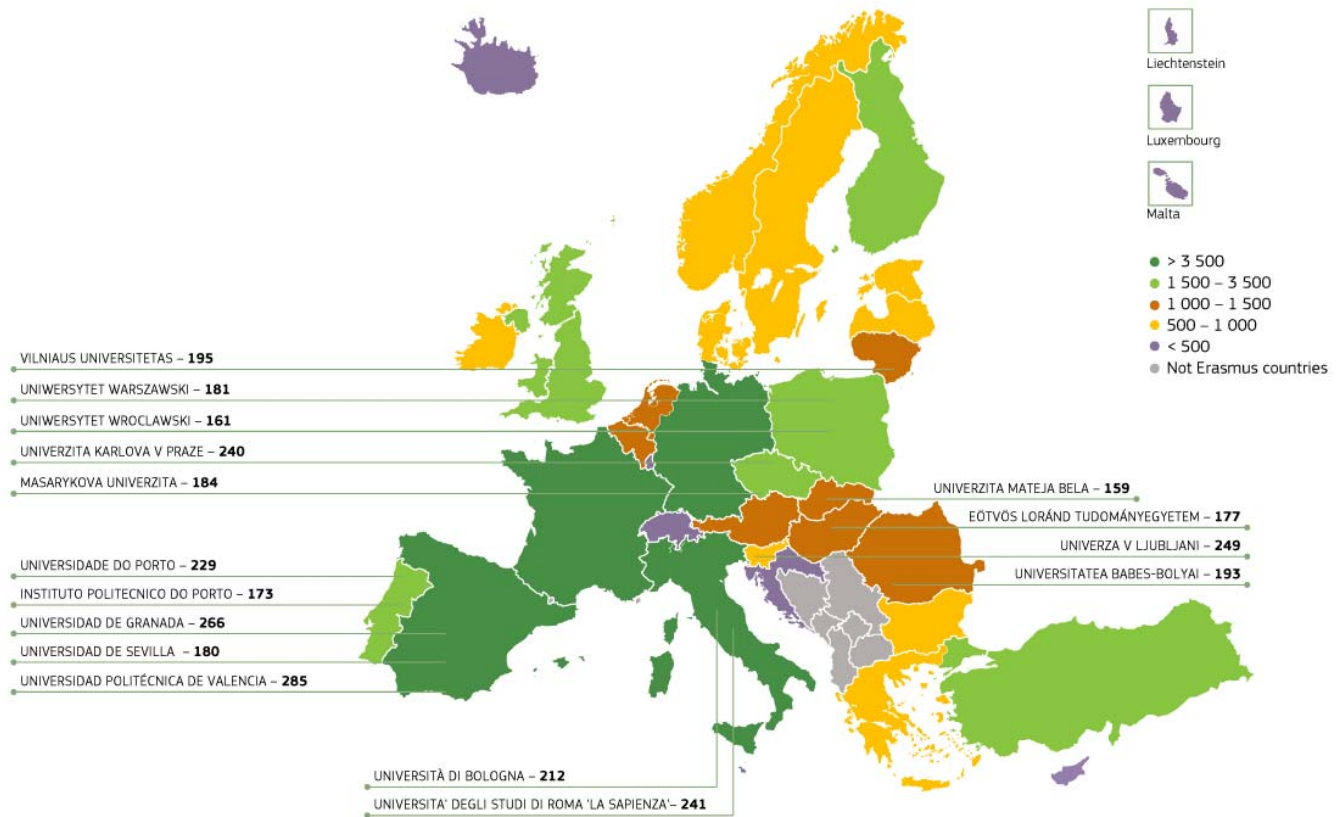 Liechtenstein
Luxembourg
Malta
> 3 500
1 500 – 3 500
1 000 – 1 500
500 – 1 000
< 500
Not Erasmus countries
VILNIAUS UNIVERSITETAS – 195
UNIWERSYTET WARSZAWSKI – 181
UNIWERSYTET WROCLAWSKI – 161
UNIVERZITA KARLOVA V PRAZE – 240
MASARYKOVA UNIVERZITA – 184
UNIVERSIDADE DO PORTO – 229
INSTITUTO POLITECNICO DO PORTO – 173
UNIVERSIDAD DE GRANADA – 266
UNIVERSIDAD DE SEVILLA – 180
UNIVERSIDAD POLITÉCNICA DE VALENCIA – 285
UNIVERZITA MATEJA BELA – 159
EÖTVÖS LORÁND TUDOMÁNYEGYETEM – 177
UNIVERZA V LJUBLJANI – 249
UNIVERSITATEA BABES-BOLYAI – 193
UNIVERSITÀ DI BOLOGNA – 212
UNIVERSITA' DEGLI STUDI DI ROMA 'LA SAPIENZA'– 241